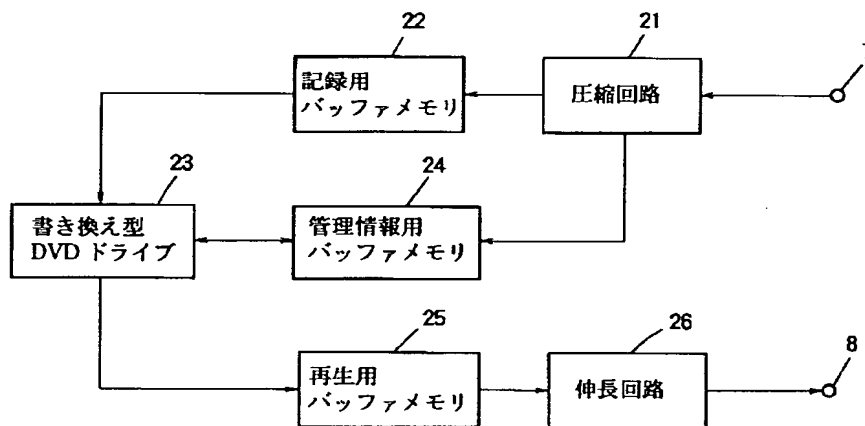 22
記録用
バッファメモリ
21
圧縮回路
23
書き換え型
DVD ドライブ
24
管理情報用
バッファメモリ
25
再生用
バッファメモリ
26
伸長回路
8